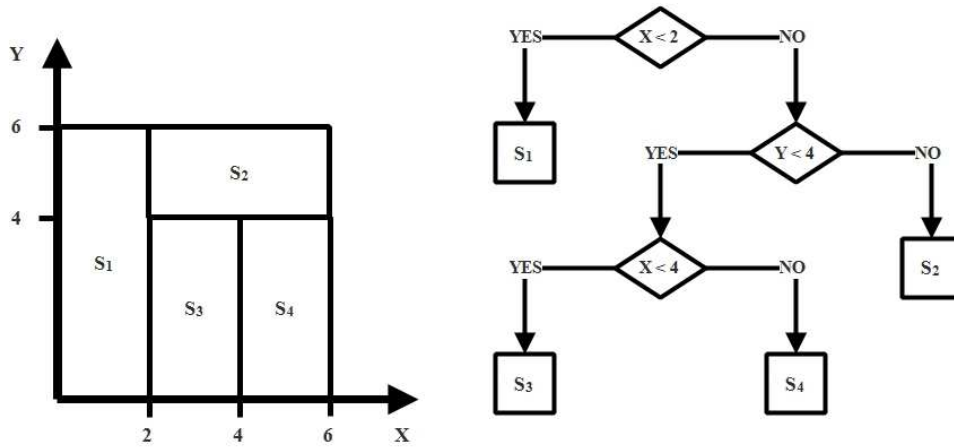 Y
6
4
S1
S2
S3
S4
2
4
6
X
YES
X < 2
NO
S1
YES
Y < 4
NO
S2
YES
X < 4
NO
S3
S4